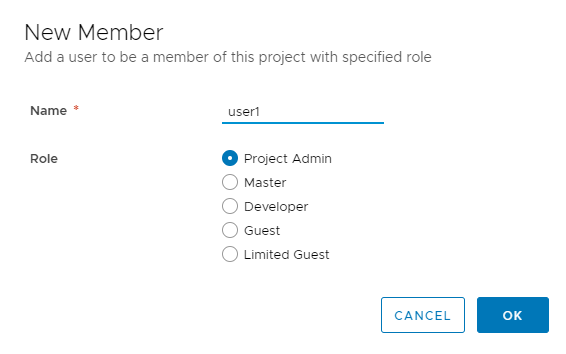 New Member
Add a user to be a member of this project with specified role
Name *
user1
Role
Project Admin
Master
Developer
Guest
Limited Guest
CANCEL
OK